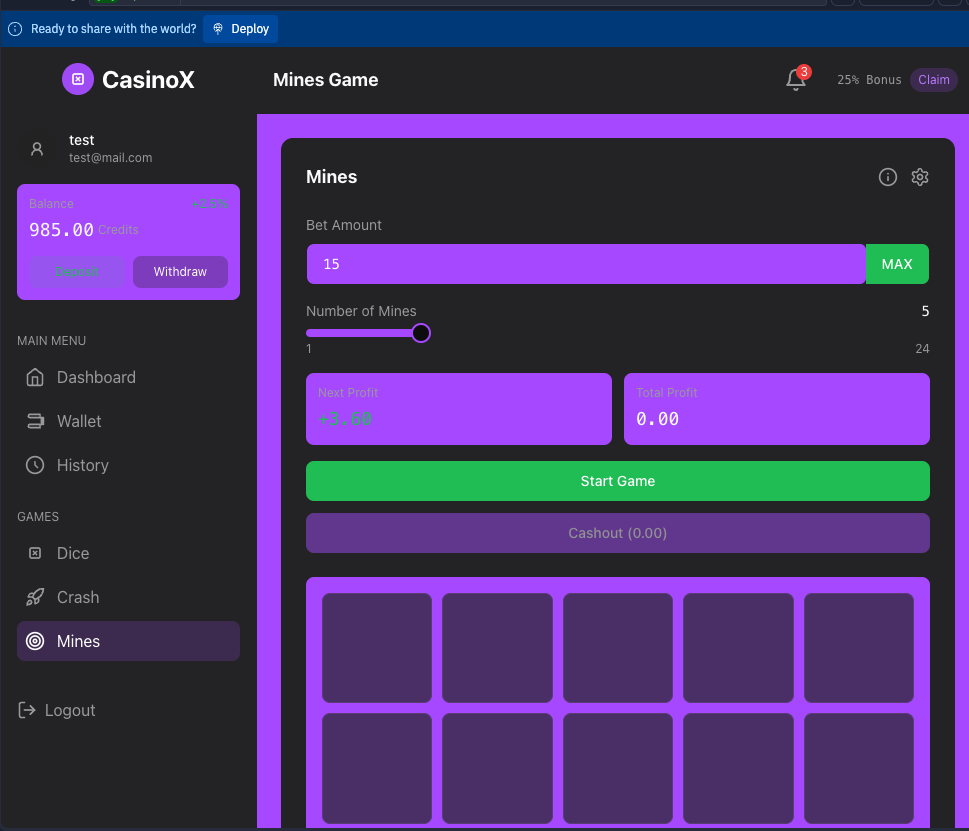 Ready to share with the world? Deploy
CasinoX
Mines Game
3
25% Bonus Claim
test
test@mail.com
Balance
985.00 Credits
Withdraw
MAIN MENU
Dashboard
Wallet
History
GAMES
Dice
Crash
Mines
Logout
Mines
Bet Amount
15 MAX
Number of Mines 5
1 24
Next Profit
+3.60
Total Profit
0.00
Start Game
Cashout (0.00)